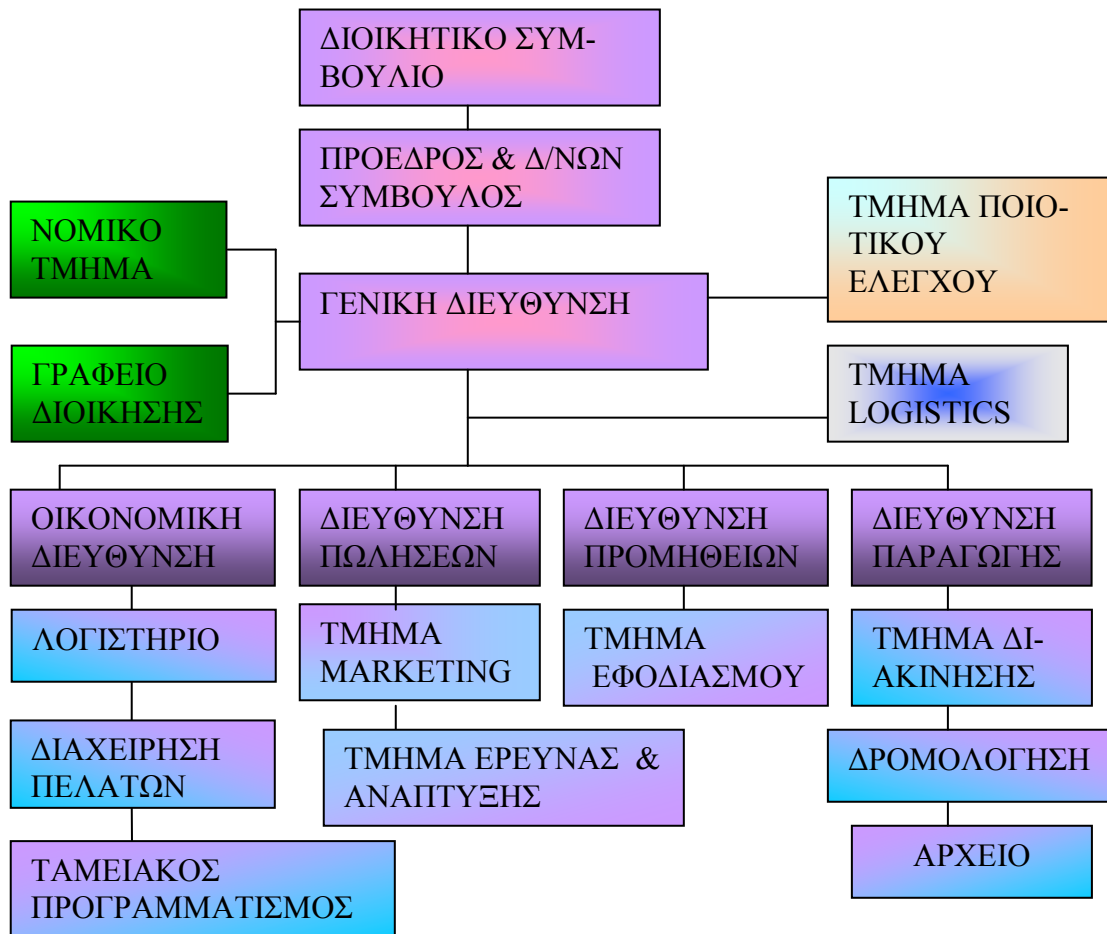 ΔΙΟΙΚΗΤΙΚΟ ΣΥΜ-
ΒΟΥΛΙΟ
ΠΡΟΕΔΡΟΣ & Δ/ΝΩΝ
ΣΥΜΒΟΥΛΟΣ
ΝΟΜΙΚΟ
ΤΜΗΜΑ
ΤΜΗΜΑ ΠΟΙΟ-
ΤΙΚΟΥ
ΕΛΕΓΧΟΥ
ΓΕΝΙΚΗ ΔΙΕΥΘΥΝΣΗ
ΓΡΑΦΕΙΟ
ΔΙΟΙΚΗΣΗΣ
ΤΜΗΜΑ
LOGISTICS
ΟΙΚΟΝΟΜΙΚΗ
ΔΙΕΥΘΥΝΣΗ
ΔΙΕΥΘΥΝΣΗ
ΠΩΛΗΣΕΩΝ
ΔΙΕΥΘΥΝΣΗ
ΠΡΟΜΗΘΕΙΩΝ
ΔΙΕΥΘΥΝΣΗ
ΠΑΡΑΓΩΓΗΣ
ΛΟΓΙΣΤΗΡΙΟ
ΤΜΗΜΑ
MARKETING
ΤΜΗΜΑ
ΕΦΟΔΙΑΣΜΟΥ
ΤΜΗΜΑ ΔΙ-
ΑΚΙΝΗΣΗΣ
ΔΙΑΧΕΙΡΗΣΗ
ΠΕΛΑΤΩΝ
ΤΜΗΜΑ ΕΡΕΥΝΑΣ &
ΑΝΑΠΤΥΞΗΣ
ΔΡΟΜΟΛΟΓΗΣΗ
ΤΑΜΕΙΑΚΟΣ
ΠΡΟΓΡΑΜΜΑΤΙΣΜΟΣ
ΑΡΧΕΙΟ